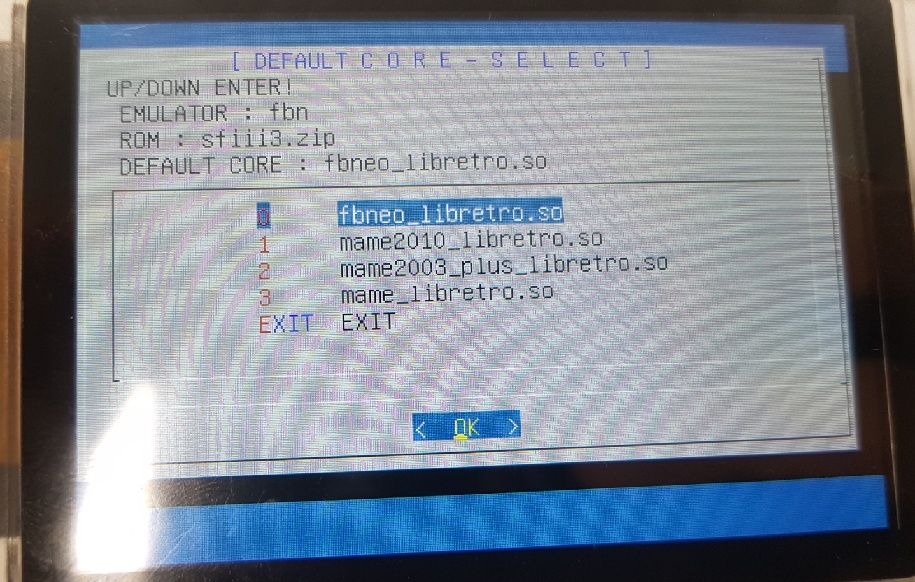 [ DEFAULT C O R E - S E L E C T ]
UP/DOWN ENTER!
EMULATOR : fbn
ROM : sfiii3.zip
DEFAULT CORE : fbneo_libretro.so
0 fbneo_libretro.so
1 mame2010_libretro.so
2 mame2003_plus_libretro.so
3 mame_libretro.so
EXIT EXIT
< OK >